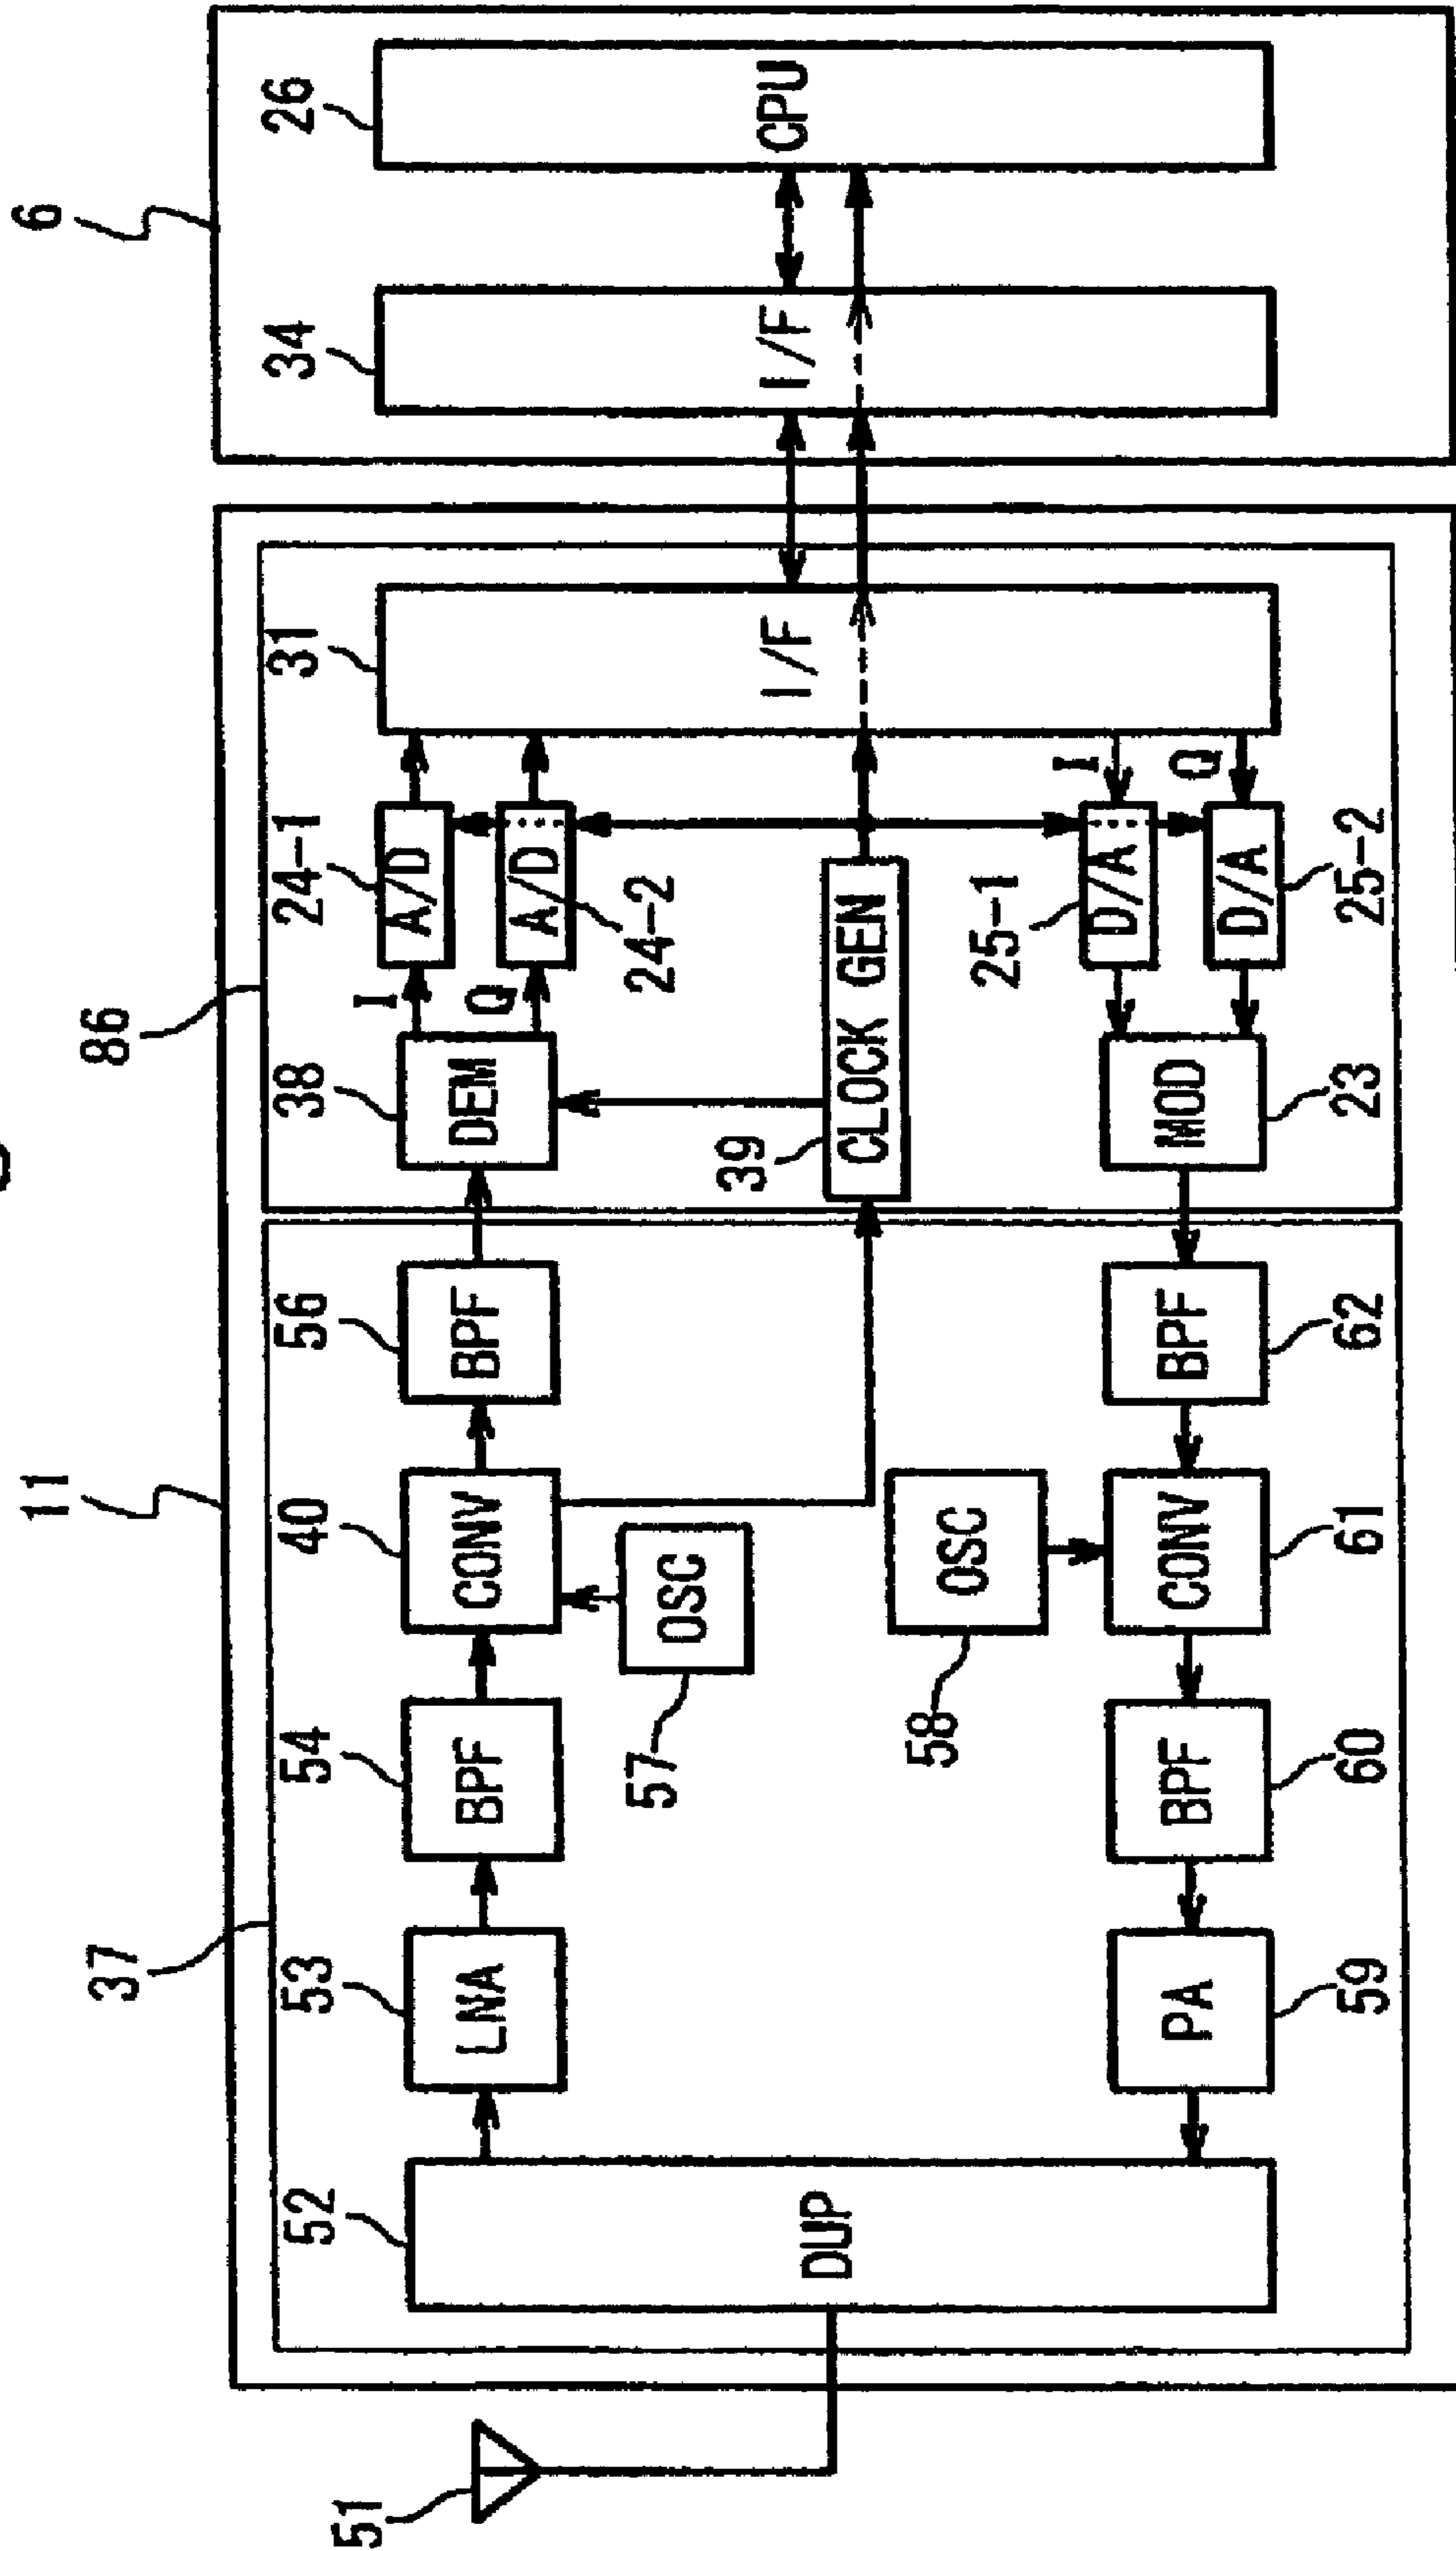 11
6
37
86
51
52
DUP
53
LNA
54
BPF
40
CONV
56
BPF
38
DEM
I
Q
24-1
A/D
24-2
A/D
31
I/F
34
I/F
26
CPU
57
OSC
58
OSC
39
CLOCK GEN
I
Q
25-1
D/A
25-2
D/A
23
MOD
62
BPF
61
CONV
60
BPF
59
PA